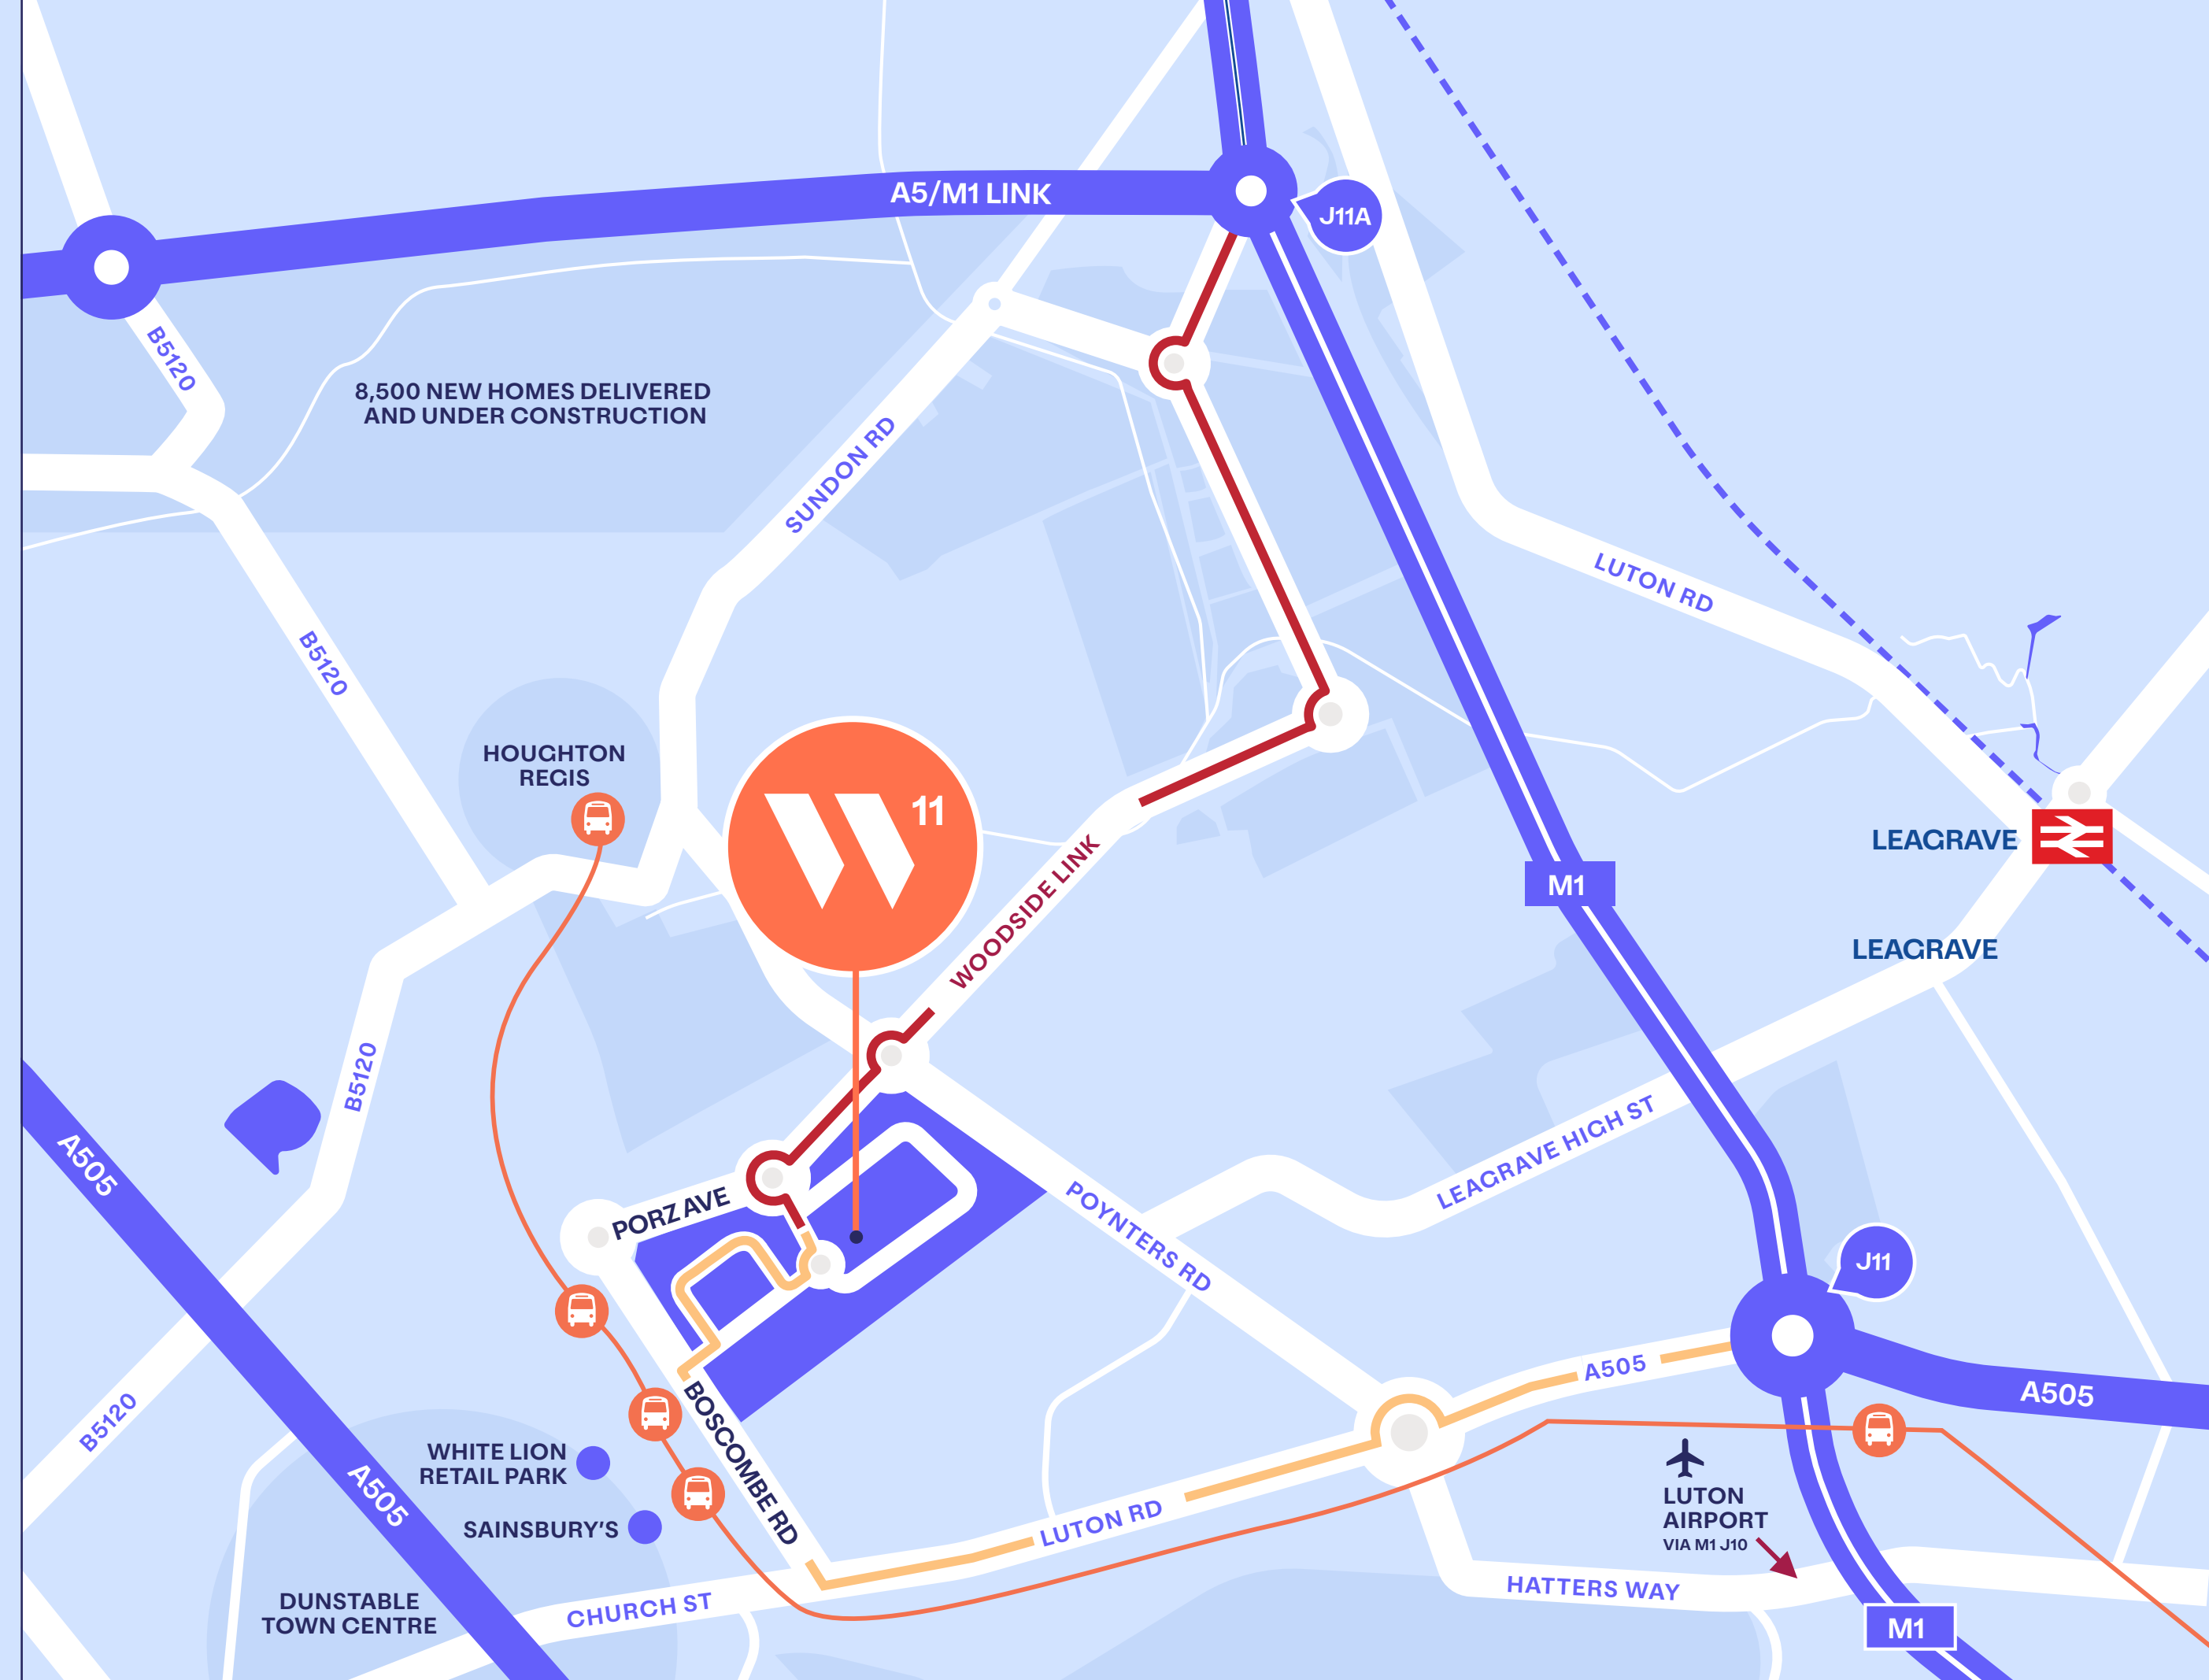 A5/M1 LINK
J11A
B5120
8,500 NEW HOMES DELIVERED
AND UNDER CONSTRUCTION
SUNDON RD
LUTON RD
B5120
HOUGHTON
REGIS
11
LEAGRAVE
WOODSIDE LINK
M1
LEAGRAVE
B5120
A505
LEAGRAVE HIGH ST
PORZ AVE
POYNTERS RD
J11
A505
A505
B5120
BOSCOMBE RD
WHITE LION
RETAIL PARK
A505
SAINSBURY'S
LUTON RD
LUTON
AIRPORT
VIA M1 J10
DUNSTABLE
TOWN CENTRE
CHURCH ST
HATTERS WAY
M1